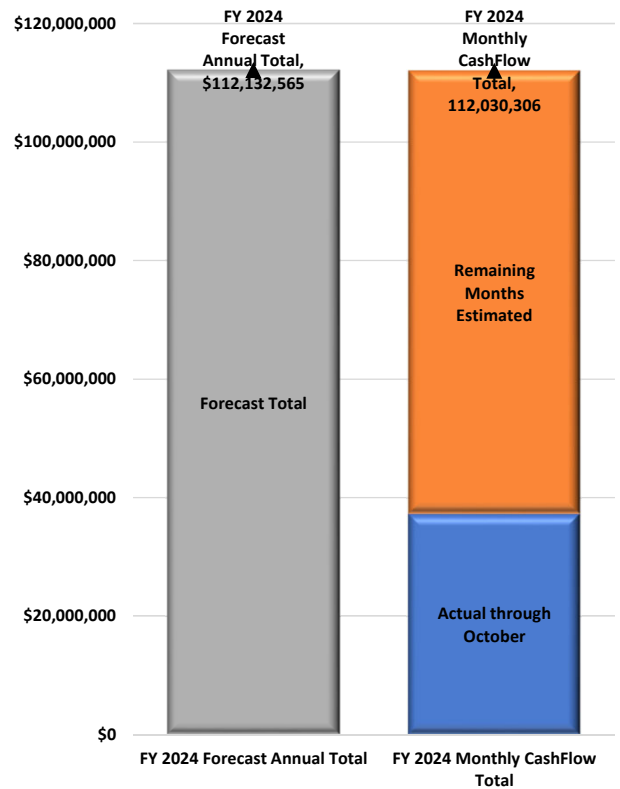 $120,000,000
$100,000,000
$80,000,000
$60,000,000
$40,000,000
$20,000,000
$0
FY 2024
Forecast
Annual Total,
$112,132,565
Forecast Total
FY 2024 Forecast Annual Total
FY 2024
Monthly
CashFlow
Total,
112,030,306
Remaining
Months
Estimated
Actual through
October
FY 2024 Monthly CashFlow
Total